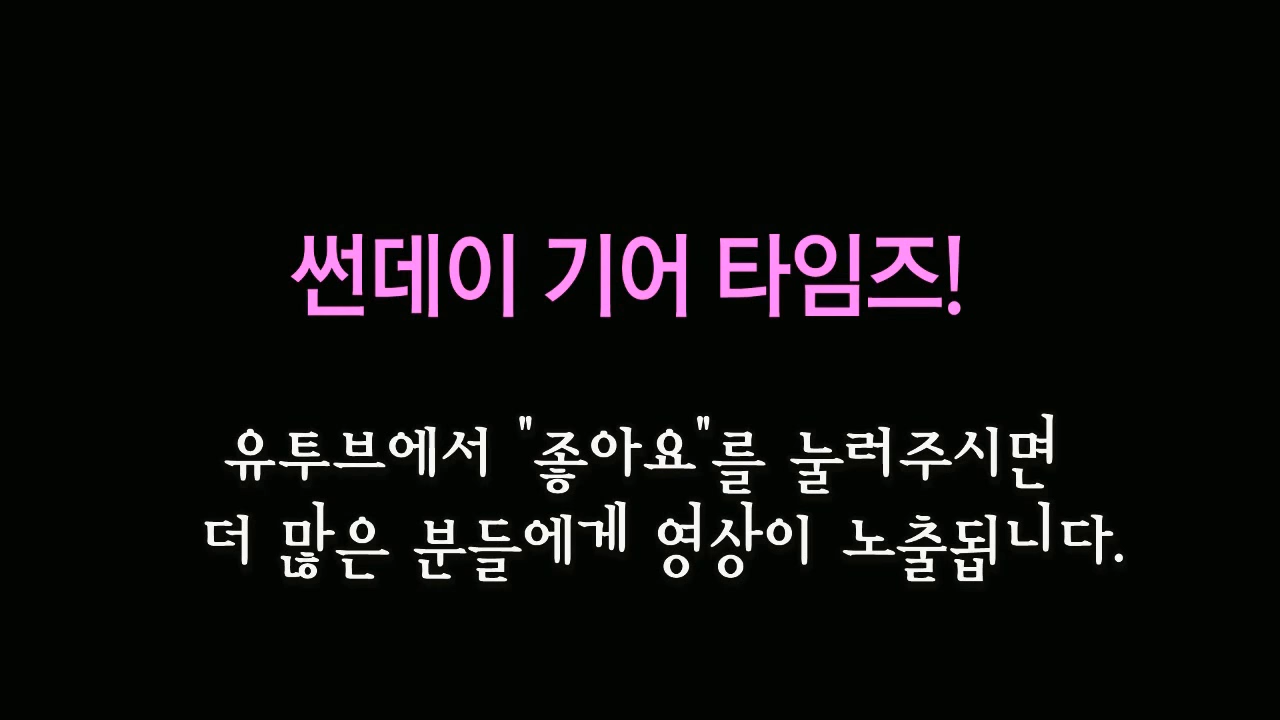 썬데이 기어 타임즈!
유투브에서 "좋아요"를 눌러주시면
더 많은 분들에게 영상이 노출됩니다.